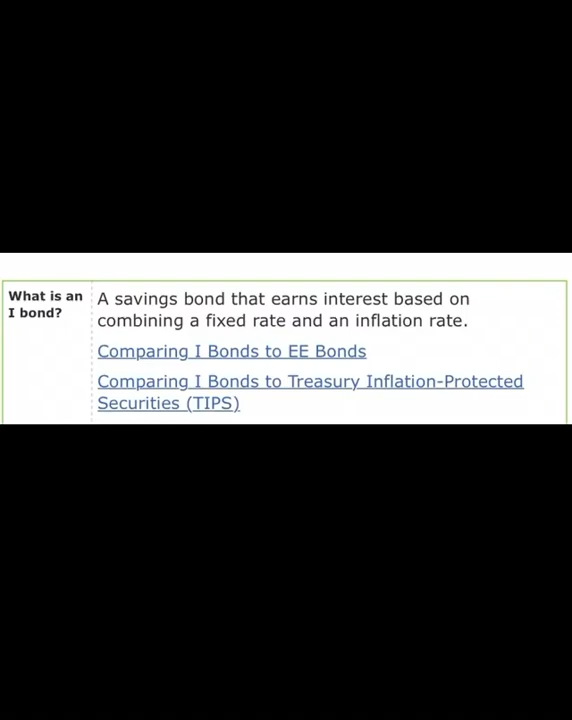 What is an
I bond?
A savings bond that earns interest based on
combining a fixed rate and an inflation rate.
Comparing I Bonds to EE Bonds
Comparing I Bonds to Treasury Inflation-Protected
Securities (TIPS)